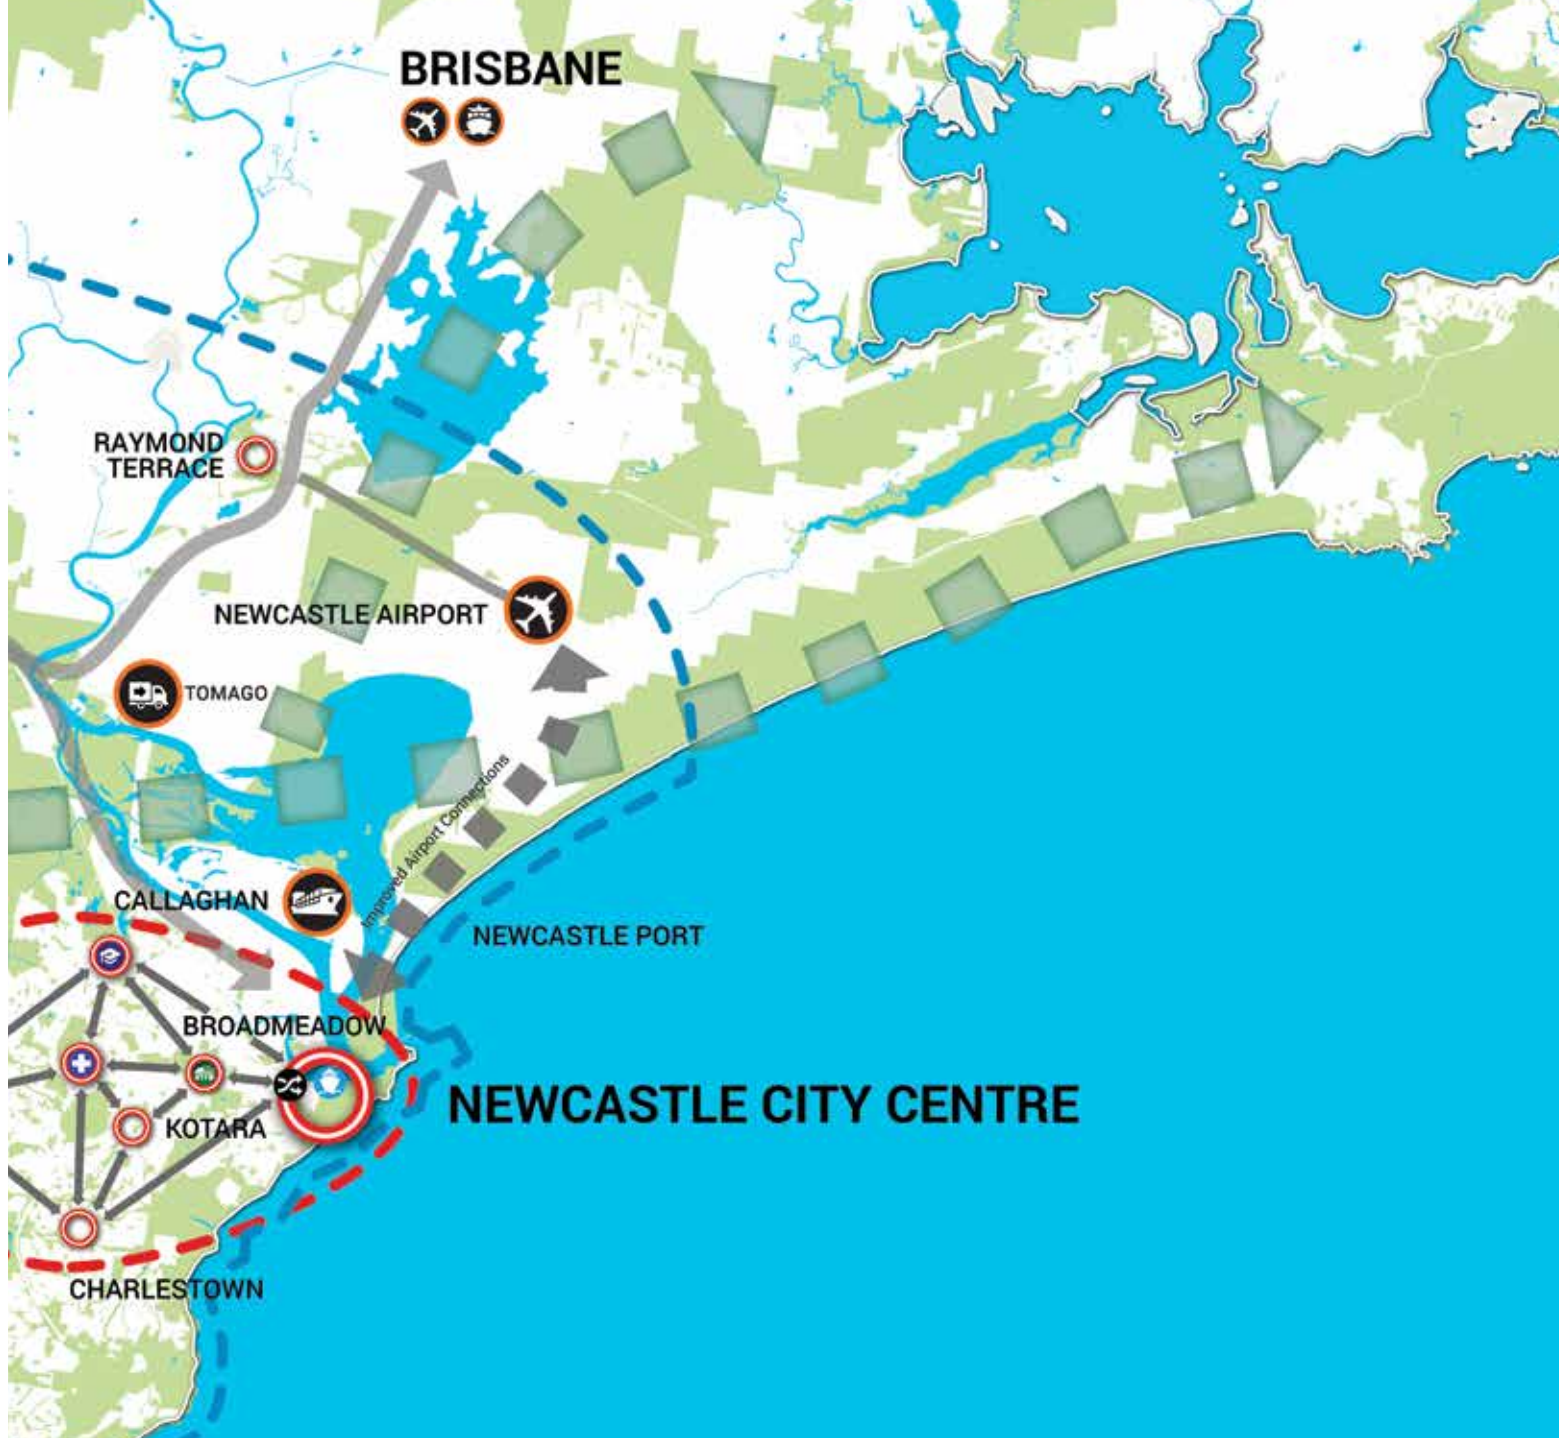 BRISBANE
RAYMOND
TERRACE
NEWCASTLE AIRPORT
TOMAGO
Improved Airport Connections
CALLAGHAN
NEWCASTLE PORT
BROADMEADOW
NEWCASTLE CITY CENTRE
KOTARA
CHARLESTOWN